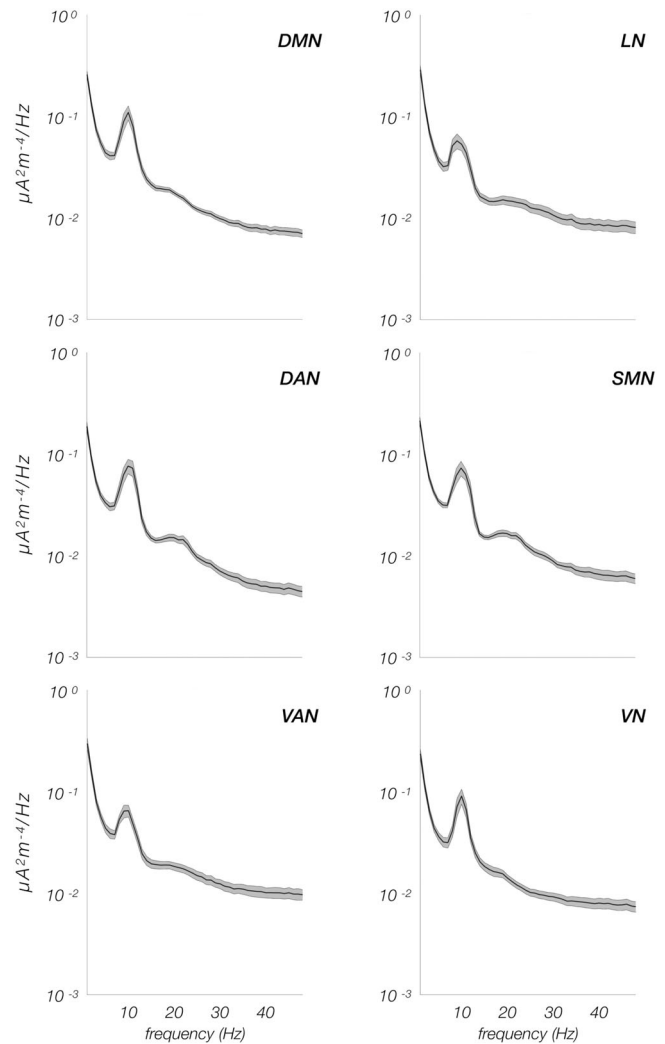 10⁰
DMN
LN
10⁻¹
μA²m⁻⁴/Hz
10⁻²
10⁻³
10⁰
10⁻¹
10⁻²
10⁻³
10⁰
DAN
SMN
10⁻¹
μA²m⁻⁴/Hz
10⁻²
10⁻³
10⁰
10⁻¹
10⁻²
10⁻³
10⁰
VAN
VN
10⁻¹
μA²m⁻⁴/Hz
10⁻²
10⁻³
10⁰
10⁻¹
10⁻²
10⁻³
10 20 30 40
frequency (Hz)
10 20 30 40
frequency (Hz)